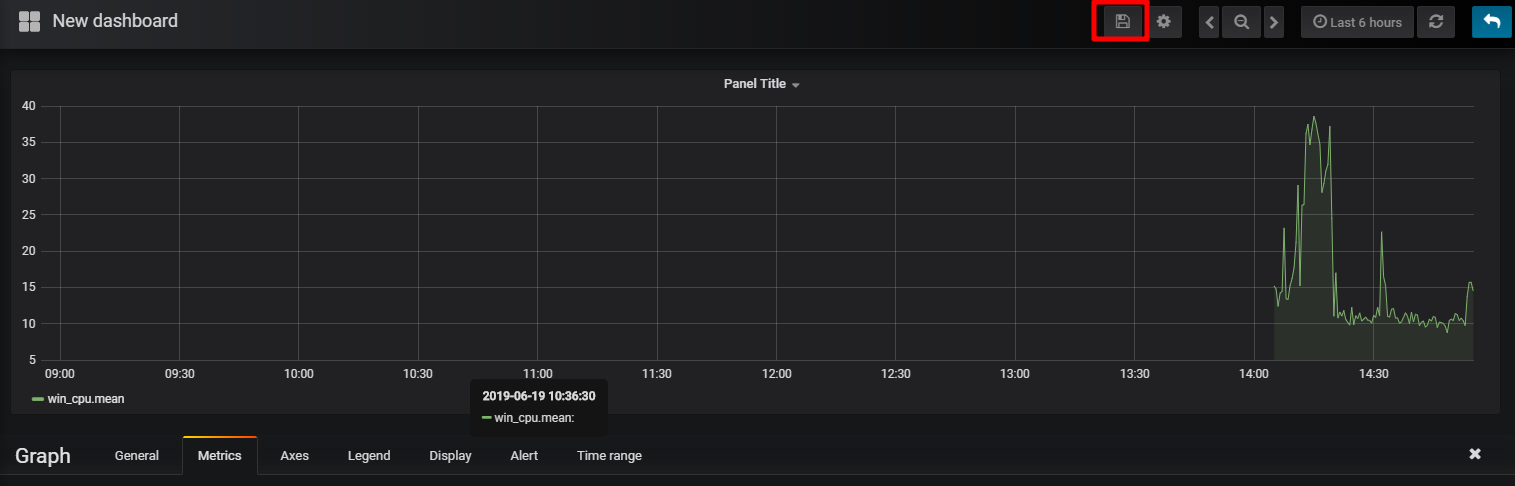 New dashboard
Last 6 hours
Panel Title
40
35
30
25
20
15
10
5
09:00 09:30 10:00 10:30 11:00 11:30 12:00 12:30 13:00 13:30 14:00 14:30
win_cpu.mean
2019-06-19 10:36:30
win_cpu.mean:
Graph General Metrics Axes Legend Display Alert Time range